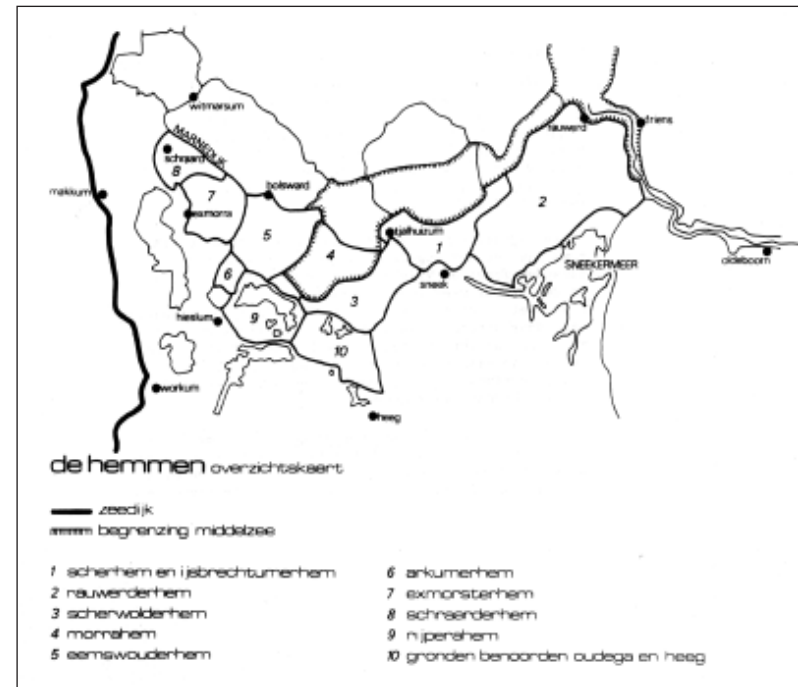 witmarsum
MARNEDIJK
schraard
8
makkum
7
exmorra
bolsward
5
rauwerd
friens
2
tjalhuizum
1
4
sneek
SNEEKERMEER
oldeboorn
6
3
hieslum
9
10
workum
heeg
de hemmen overzichtskaart
zeedijk
begrenzing middelzee
1 scherhem en ijsbrechtumerhem
2 rauwerderhem
3 scherwolderhem
4 morrahem
5 eemswouderhem
6 arkumerhem
7 exmorsterhem
8 schraarderhem
9 nijperahem
10 gronden benoorden oudega en heeg